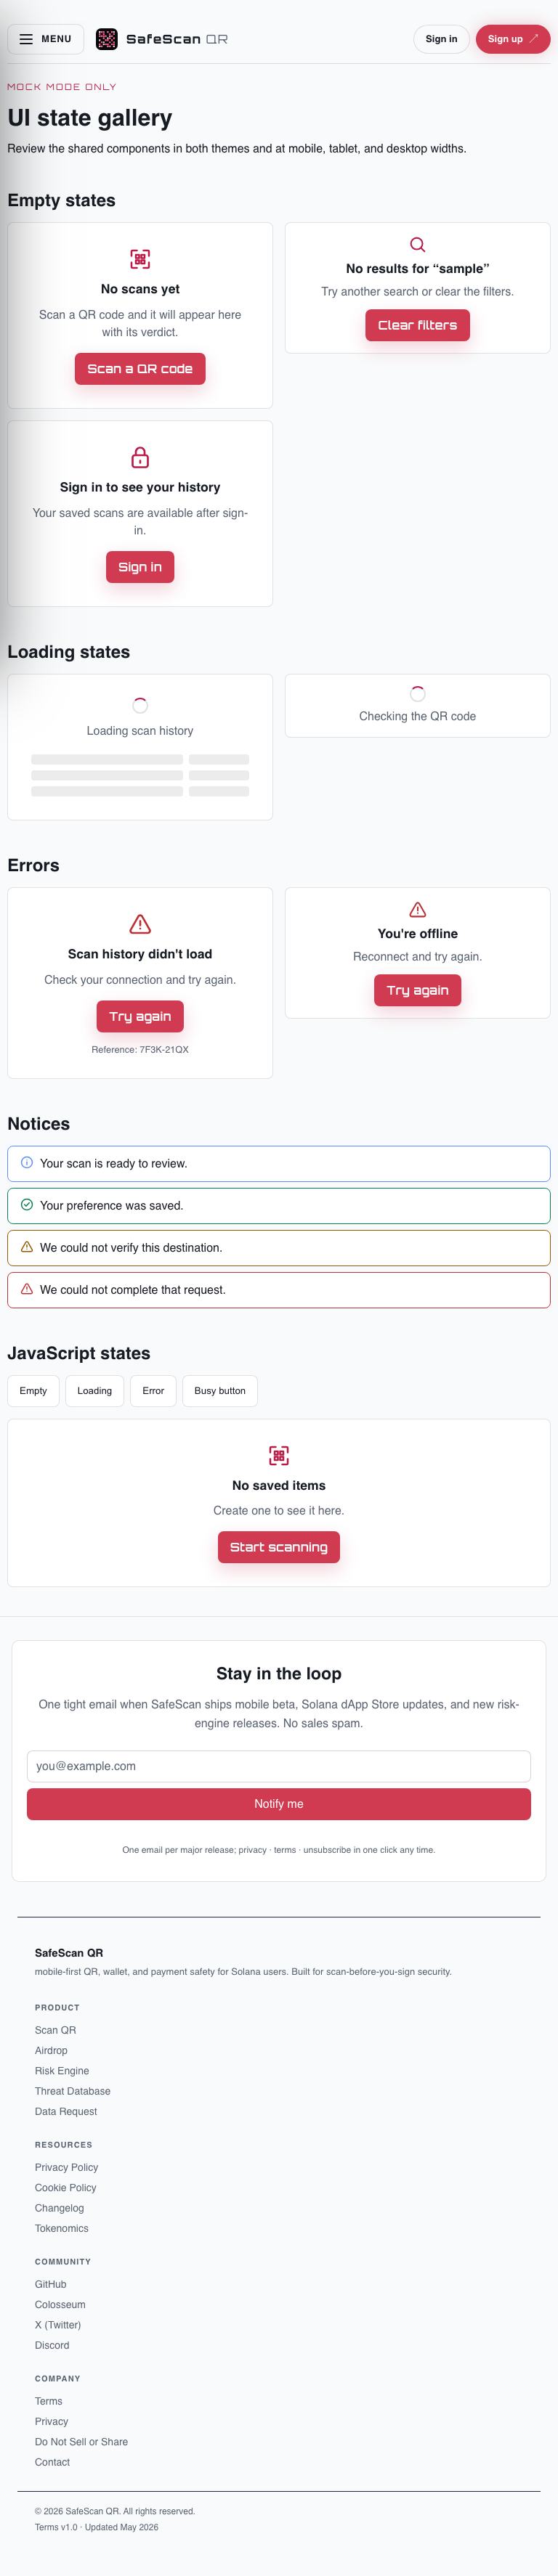 MENU
SafeScan QR
Sign in
Sign up ↗
MOCK MODE ONLY
UI state gallery
Review the shared components in both themes and at mobile, tablet, and desktop widths.
Empty states
No scans yet
Scan a QR code and it will appear here
with its verdict.
Scan a QR code
No results for “sample”
Try another search or clear the filters.
Clear filters
Sign in to see your history
Your saved scans are available after sign-
in.
Sign in
Loading states
Loading scan history
Checking the QR code
Errors
Scan history didn't load
Check your connection and try again.
Try again
Reference: 7F3K-21QX
You're offline
Reconnect and try again.
Try again
Notices
Your scan is ready to review.
Your preference was saved.
We could not verify this destination.
We could not complete that request.
JavaScript states
Empty
Loading
Error
Busy button
No saved items
Create one to see it here.
Start scanning
Stay in the loop
One tight email when SafeScan ships mobile beta, Solana dApp Store updates, and new risk-
engine releases. No sales spam.
you@example.com
Notify me
One email per major release; privacy · terms · unsubscribe in one click any time.
SafeScan QR
mobile-first QR, wallet, and payment safety for Solana users. Built for scan-before-you-sign security.
PRODUCT
Scan QR
Airdrop
Risk Engine
Threat Database
Data Request
RESOURCES
Privacy Policy
Cookie Policy
Changelog
Tokenomics
COMMUNITY
GitHub
Colosseum
X (Twitter)
Discord
COMPANY
Terms
Privacy
Do Not Sell or Share
Contact
© 2026 SafeScan QR. All rights reserved.
Terms v1.0 · Updated May 2026